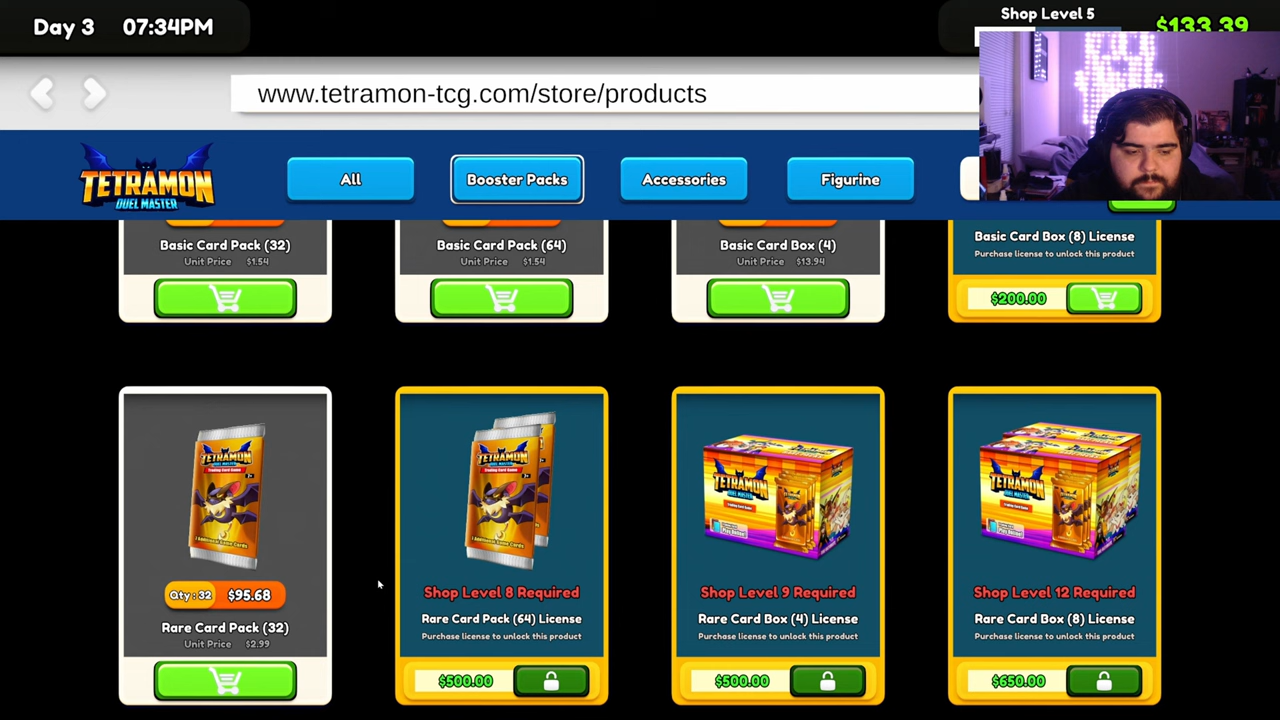 Day 3 07:34PM
Shop Level 5
$133.39
www.tetramon-tcg.com/store/products
TETRAMON
DUEL MASTER
All
Booster Packs
Accessories
Figurine
Basic Card Pack (32)
Unit Price $1.54
Basic Card Pack (64)
Unit Price $1.54
Basic Card Box (4)
Unit Price $13.94
Basic Card Box (8) License
Purchase license to unlock this product
$200.00
TETRAMON
Qty : 32 $95.68
Rare Card Pack (32)
Unit Price $2.99
TETRAMON
Shop Level 8 Required
Rare Card Pack (64) License
Purchase license to unlock this product
$500.00
TETRAMON
Shop Level 9 Required
Rare Card Box (4) License
Purchase license to unlock this product
$500.00
TETRAMON
Shop Level 12 Required
Rare Card Box (8) License
Purchase license to unlock this product
$650.00